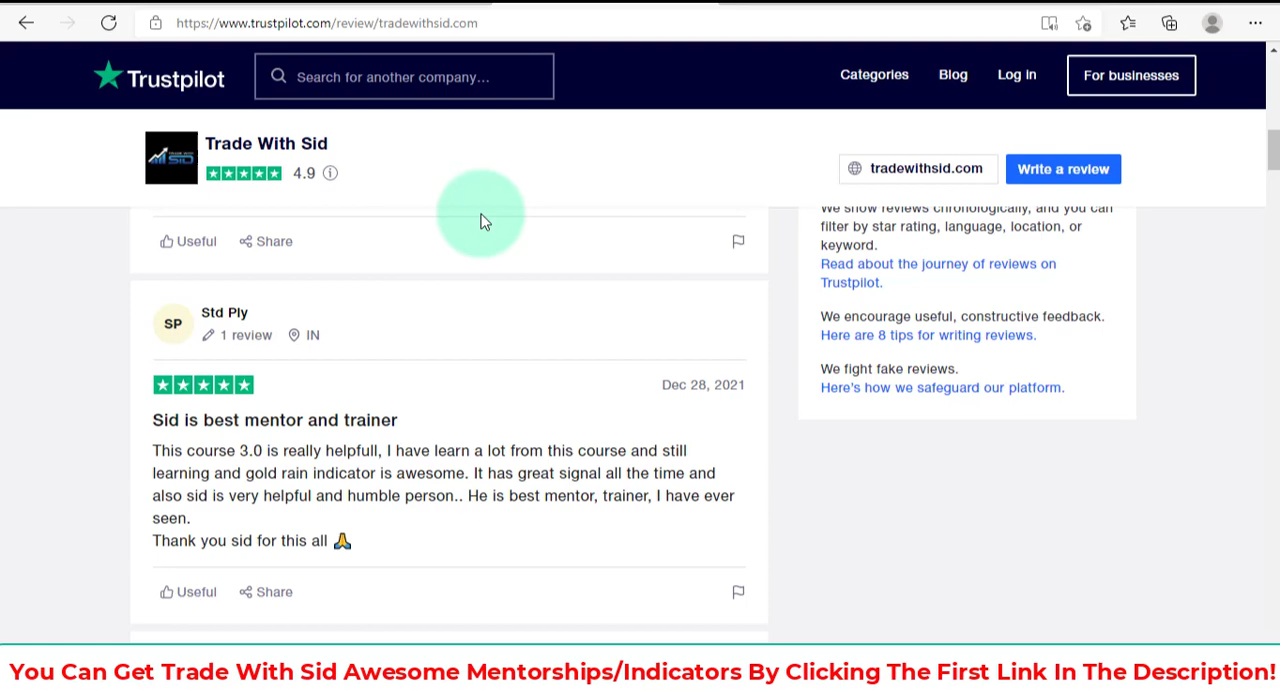 https://www.trustpilot.com/review/tradewithsid.com
Trustpilot
Search for another company...
Categories
Blog
Log in
For businesses
Trade With Sid
4.9
tradewithsid.com
Write a review
We show reviews chronologically, and you can
filter by star rating, language, location, or
keyword.
Read about the journey of reviews on
Trustpilot.
We encourage useful, constructive feedback.
Here are 8 tips for writing reviews.
We fight fake reviews.
Here's how we safeguard our platform.
Useful
Share
SP
Std Ply
1 review
IN
Dec 28, 2021
Sid is best mentor and trainer
This course 3.0 is really helpfull, I have learn a lot from this course and still
learning and gold rain indicator is awesome. It has great signal all the time and
also sid is very helpful and humble person.. He is best mentor, trainer, I have ever
seen.
Thank you sid for this all 🙏
Useful
Share
You Can Get Trade With Sid Awesome Mentorships/Indicators By Clicking The First Link In The Description!